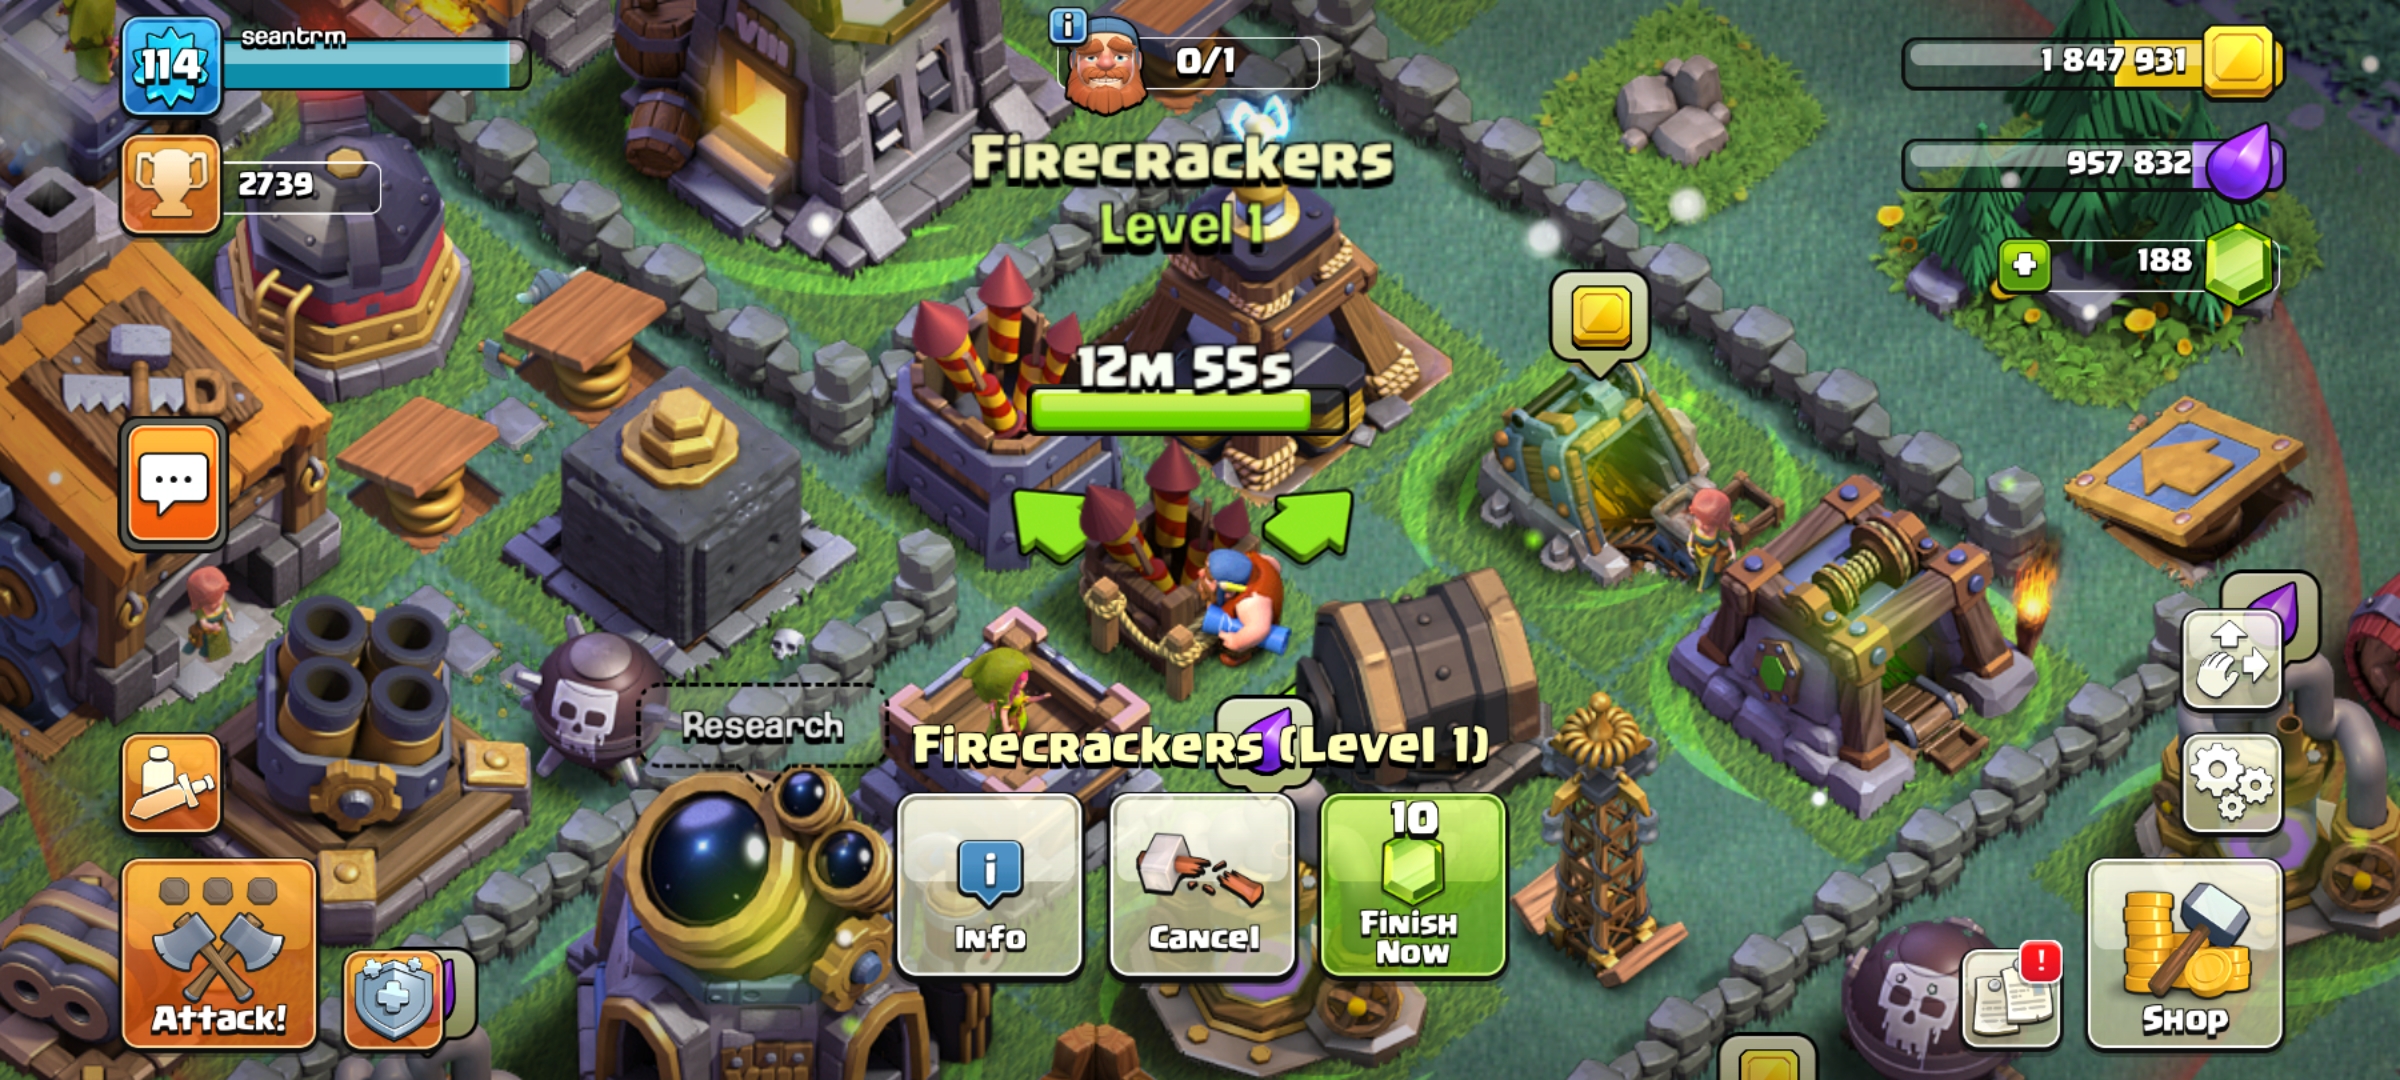 114
seantrm
0/1
1 847 931
2739
957 832
188
VIII
Firecrackers
Level 1
12m 55s
Research
Firecrackers (Level 1)
i
Info
Cancel
10
Finish
Now
Attack!
!
Shop